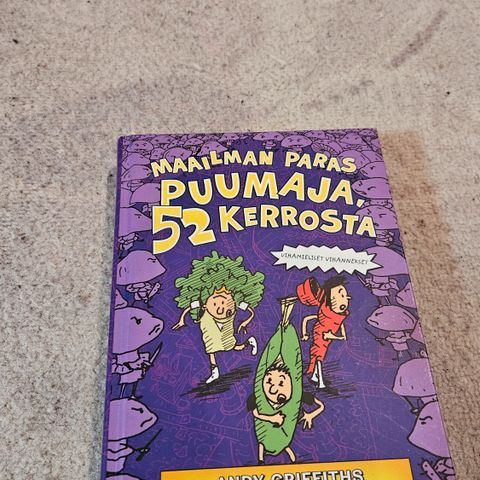 MAAILMAN PARAS
PUUMAJA,
52 KERROSTA
VIHAMIELISET VIHANNEKSET
ANDY GRIFFITHS